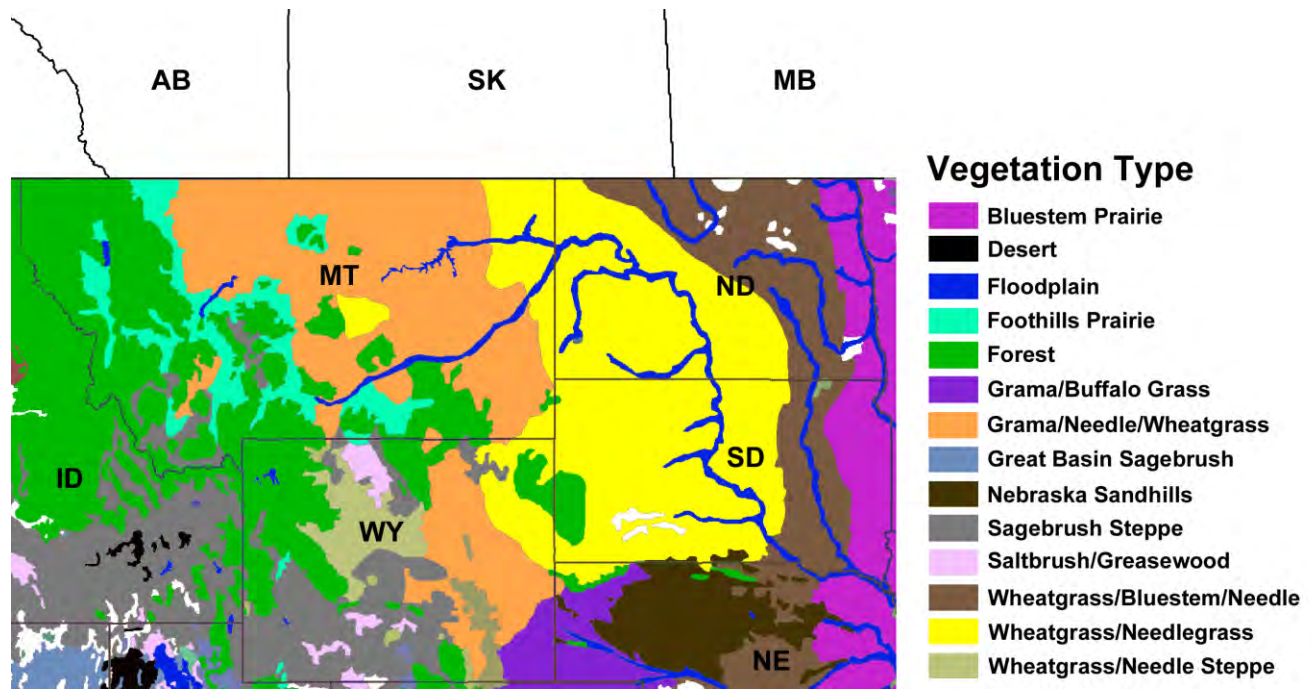 AB
SK
MB
MT
ND
ID
WY
SD
NE
Vegetation Type
Bluestem Prairie
Desert
Floodplain
Foothills Prairie
Forest
Grama/Buffalo Grass
Grama/Needle/Wheatgrass
Great Basin Sagebrush
Nebraska Sandhills
Sagebrush Steppe
Saltbrush/Greasewood
Wheatgrass/Bluestem/Needle
Wheatgrass/Needlegrass
Wheatgrass/Needle Steppe